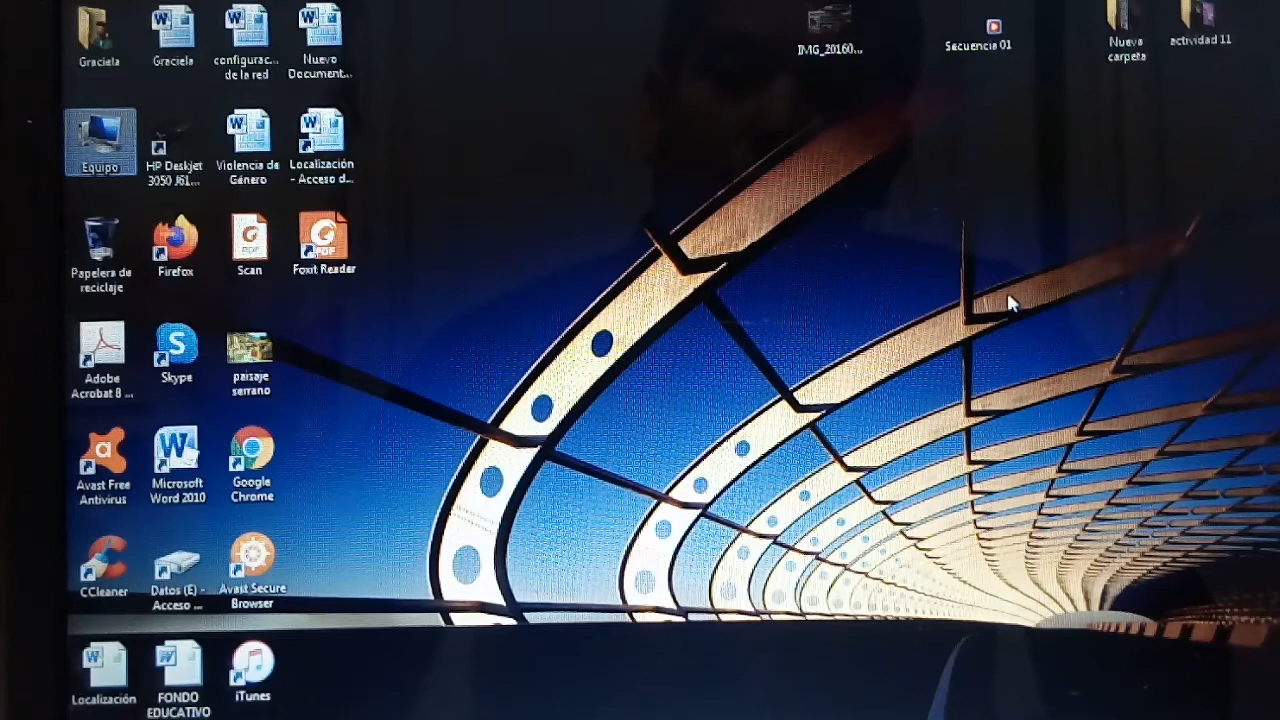 Graciela
Graciela
configurac...
de la red
Nuevo
Document...
IMG_20160...
Secuencia 01
Nueva
carpeta
actividad 11
Equipo
HP Deskjet
3050 J61...
Violencia de
Género
Localización
- Acceso d...
Papelera de
reciclaje
Firefox
Scan
Foxit Reader
Adobe
Acrobat 8 ...
Skype
paisaje
serrano
Avast Free
Antivirus
Microsoft
Word 2010
Google
Chrome
CCleaner
Datos (E) -
Acceso ...
Avast Secure
Browser
Localización
FONDO
EDUCATIVO
iTunes